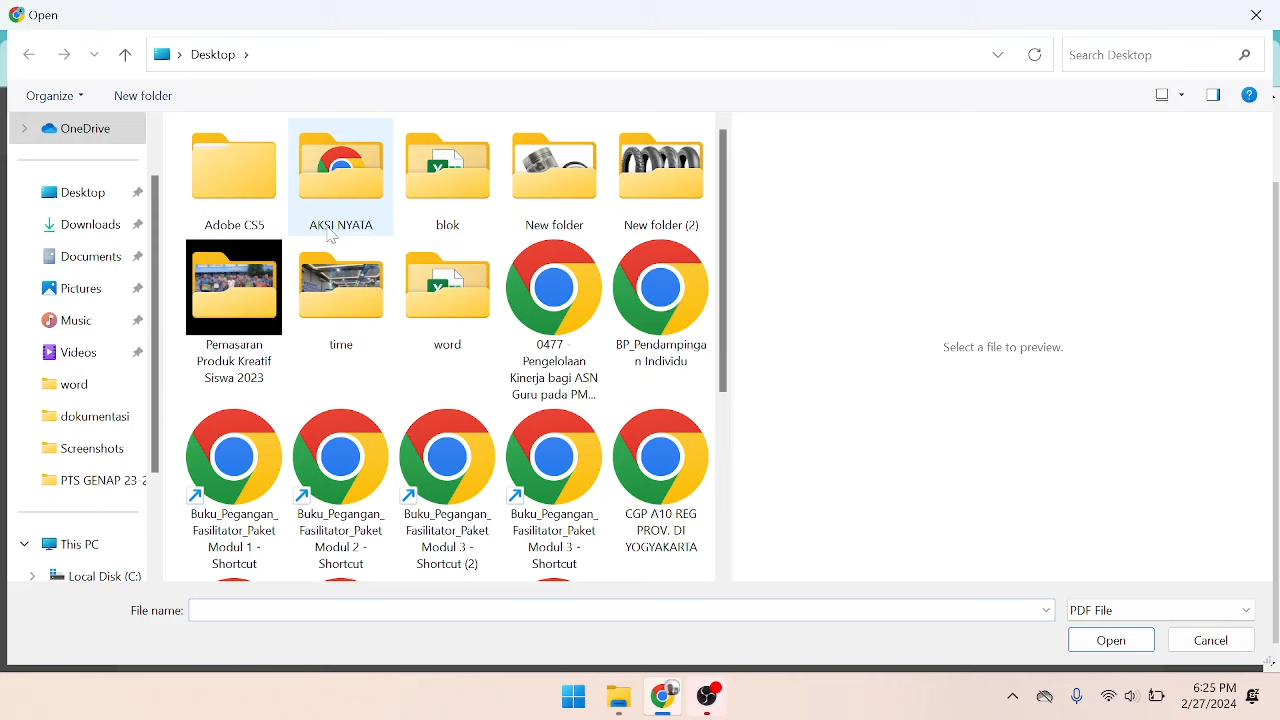 Open
Desktop
Search Desktop
Organize
New folder
OneDrive
Desktop
Downloads
Documents
Pictures
Music
Videos
word
dokumentasi
Screenshots
PTS GENAP 23-2
This PC
Local Disk (C:)
Adobe CS5
AKSI NYATA
blok
New folder
New folder (2)
Pemasaran
Produk Kreatif
Siswa 2023
time
word
0477 -
Pengelolaan
Kinerja bagi ASN
Guru pada PM...
BP_Pendampinga
n Individu
Buku_Pegangan_
Fasilitator_Paket
Modul 1 -
Shortcut
Buku_Pegangan_
Fasilitator_Paket
Modul 2 -
Shortcut
Buku_Pegangan_
Fasilitator_Paket
Modul 3 -
Shortcut (2)
Buku_Pegangan_
Fasilitator_Paket
Modul 3 -
Shortcut
CGP A10 REG
PROV. DI
YOGYAKARTA
Select a file to preview.
File name:
PDF File
Open
Cancel
6:25 PM
2/27/2024